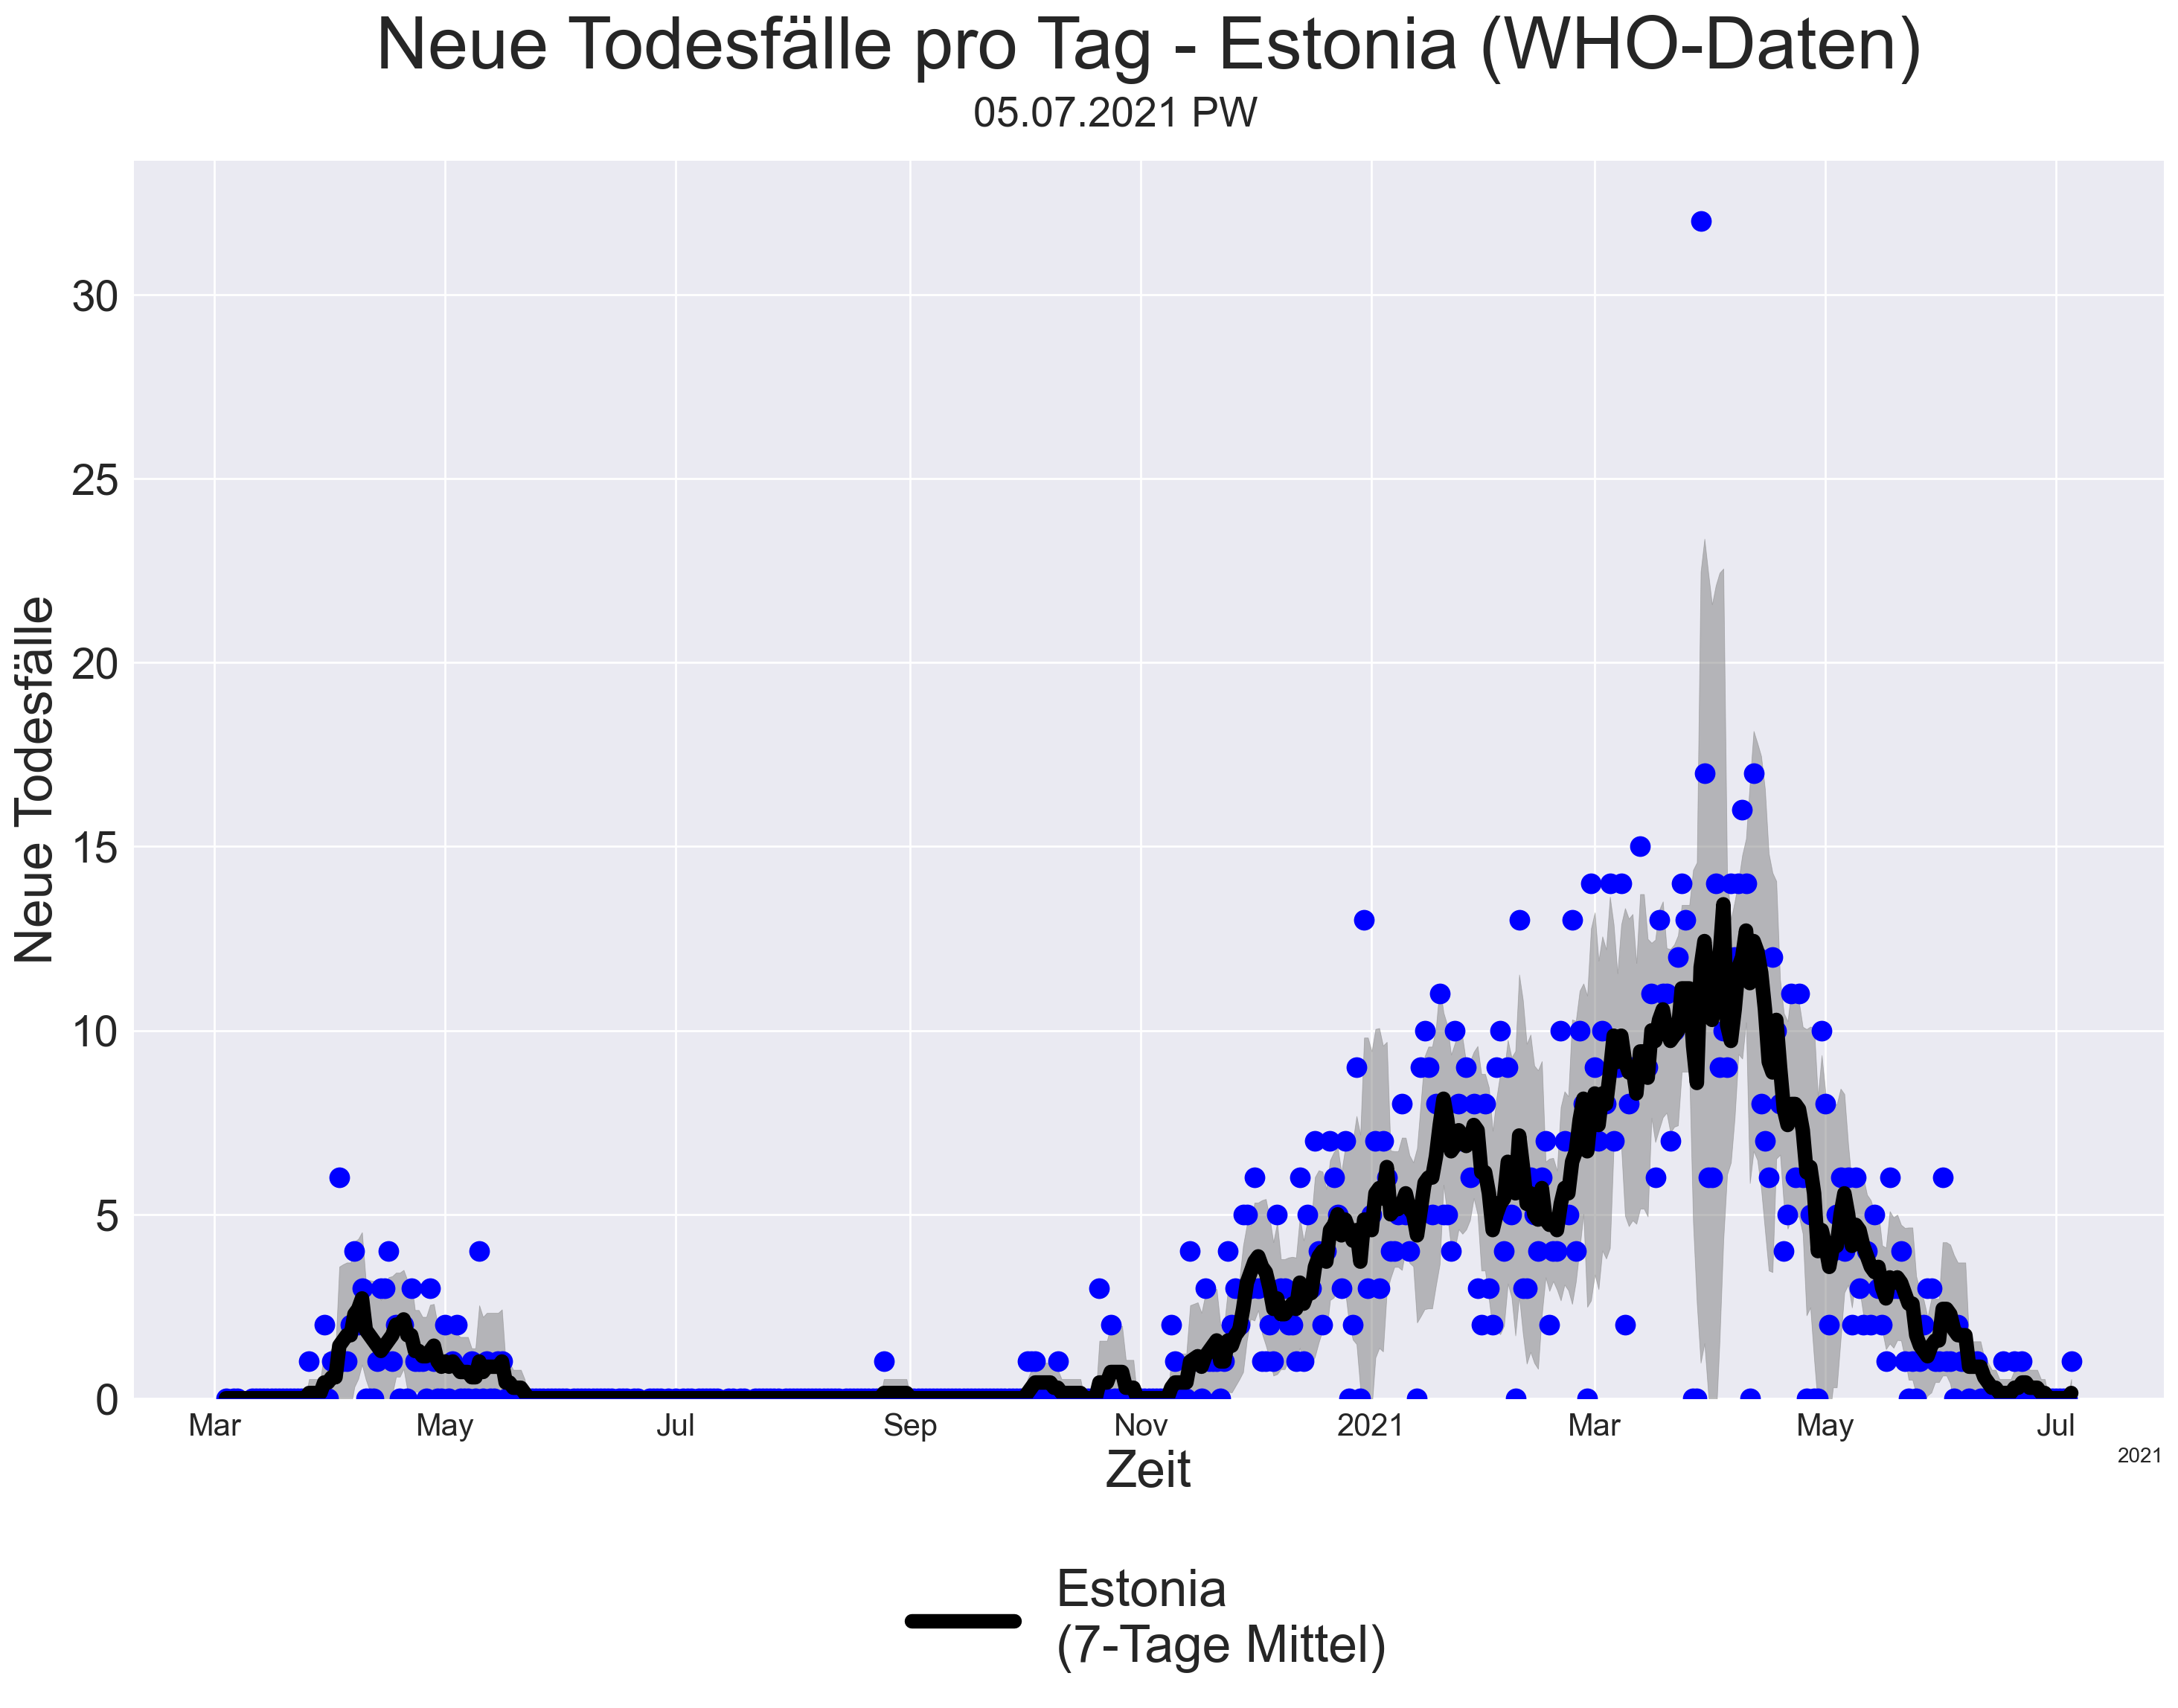 Neue Todesfälle pro Tag - Estonia (WHO-Daten)
05.07.2021 PW
Neue Todesfälle
30
25
20
15
10
5
0
Mar
May
Jul
Sep
Nov
2021
Mar
May
Jul
2021
Zeit
Estonia
(7-Tage Mittel)